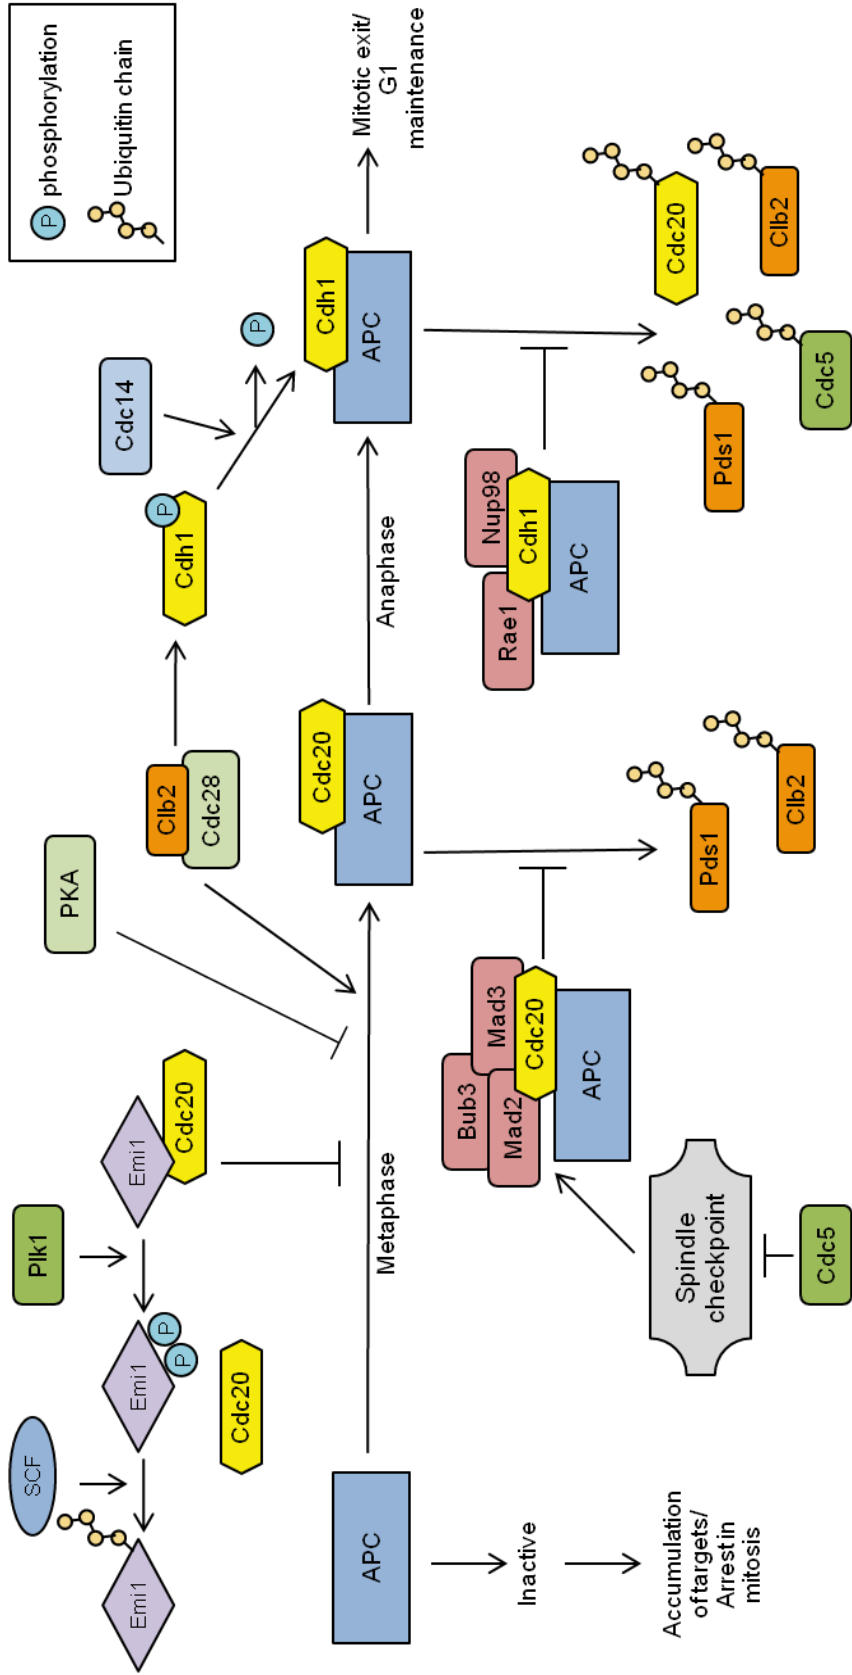 SCF
Plk1
PKA
Cdc14
P
phosphorylation
Ubiquitin chain
Emi1
Emi1
P
P
Emi1
Cdc20
Cdc20
Clb2
Cdc28
P
Cdh1
P
APC
Metaphase
Cdc20
APC
Anaphase
Cdh1
APC
Mitotic exit/
G1
maintenance
Inactive
Accumulation
of targets/
Arrest in
mitosis
Spindle
checkpoint
Cdc5
Bub3
Mad2
Mad3
Cdc20
APC
Pds1
Clb2
Rae1
Nup98
Cdh1
APC
Pds1
Cdc5
Cdc20
Clb2